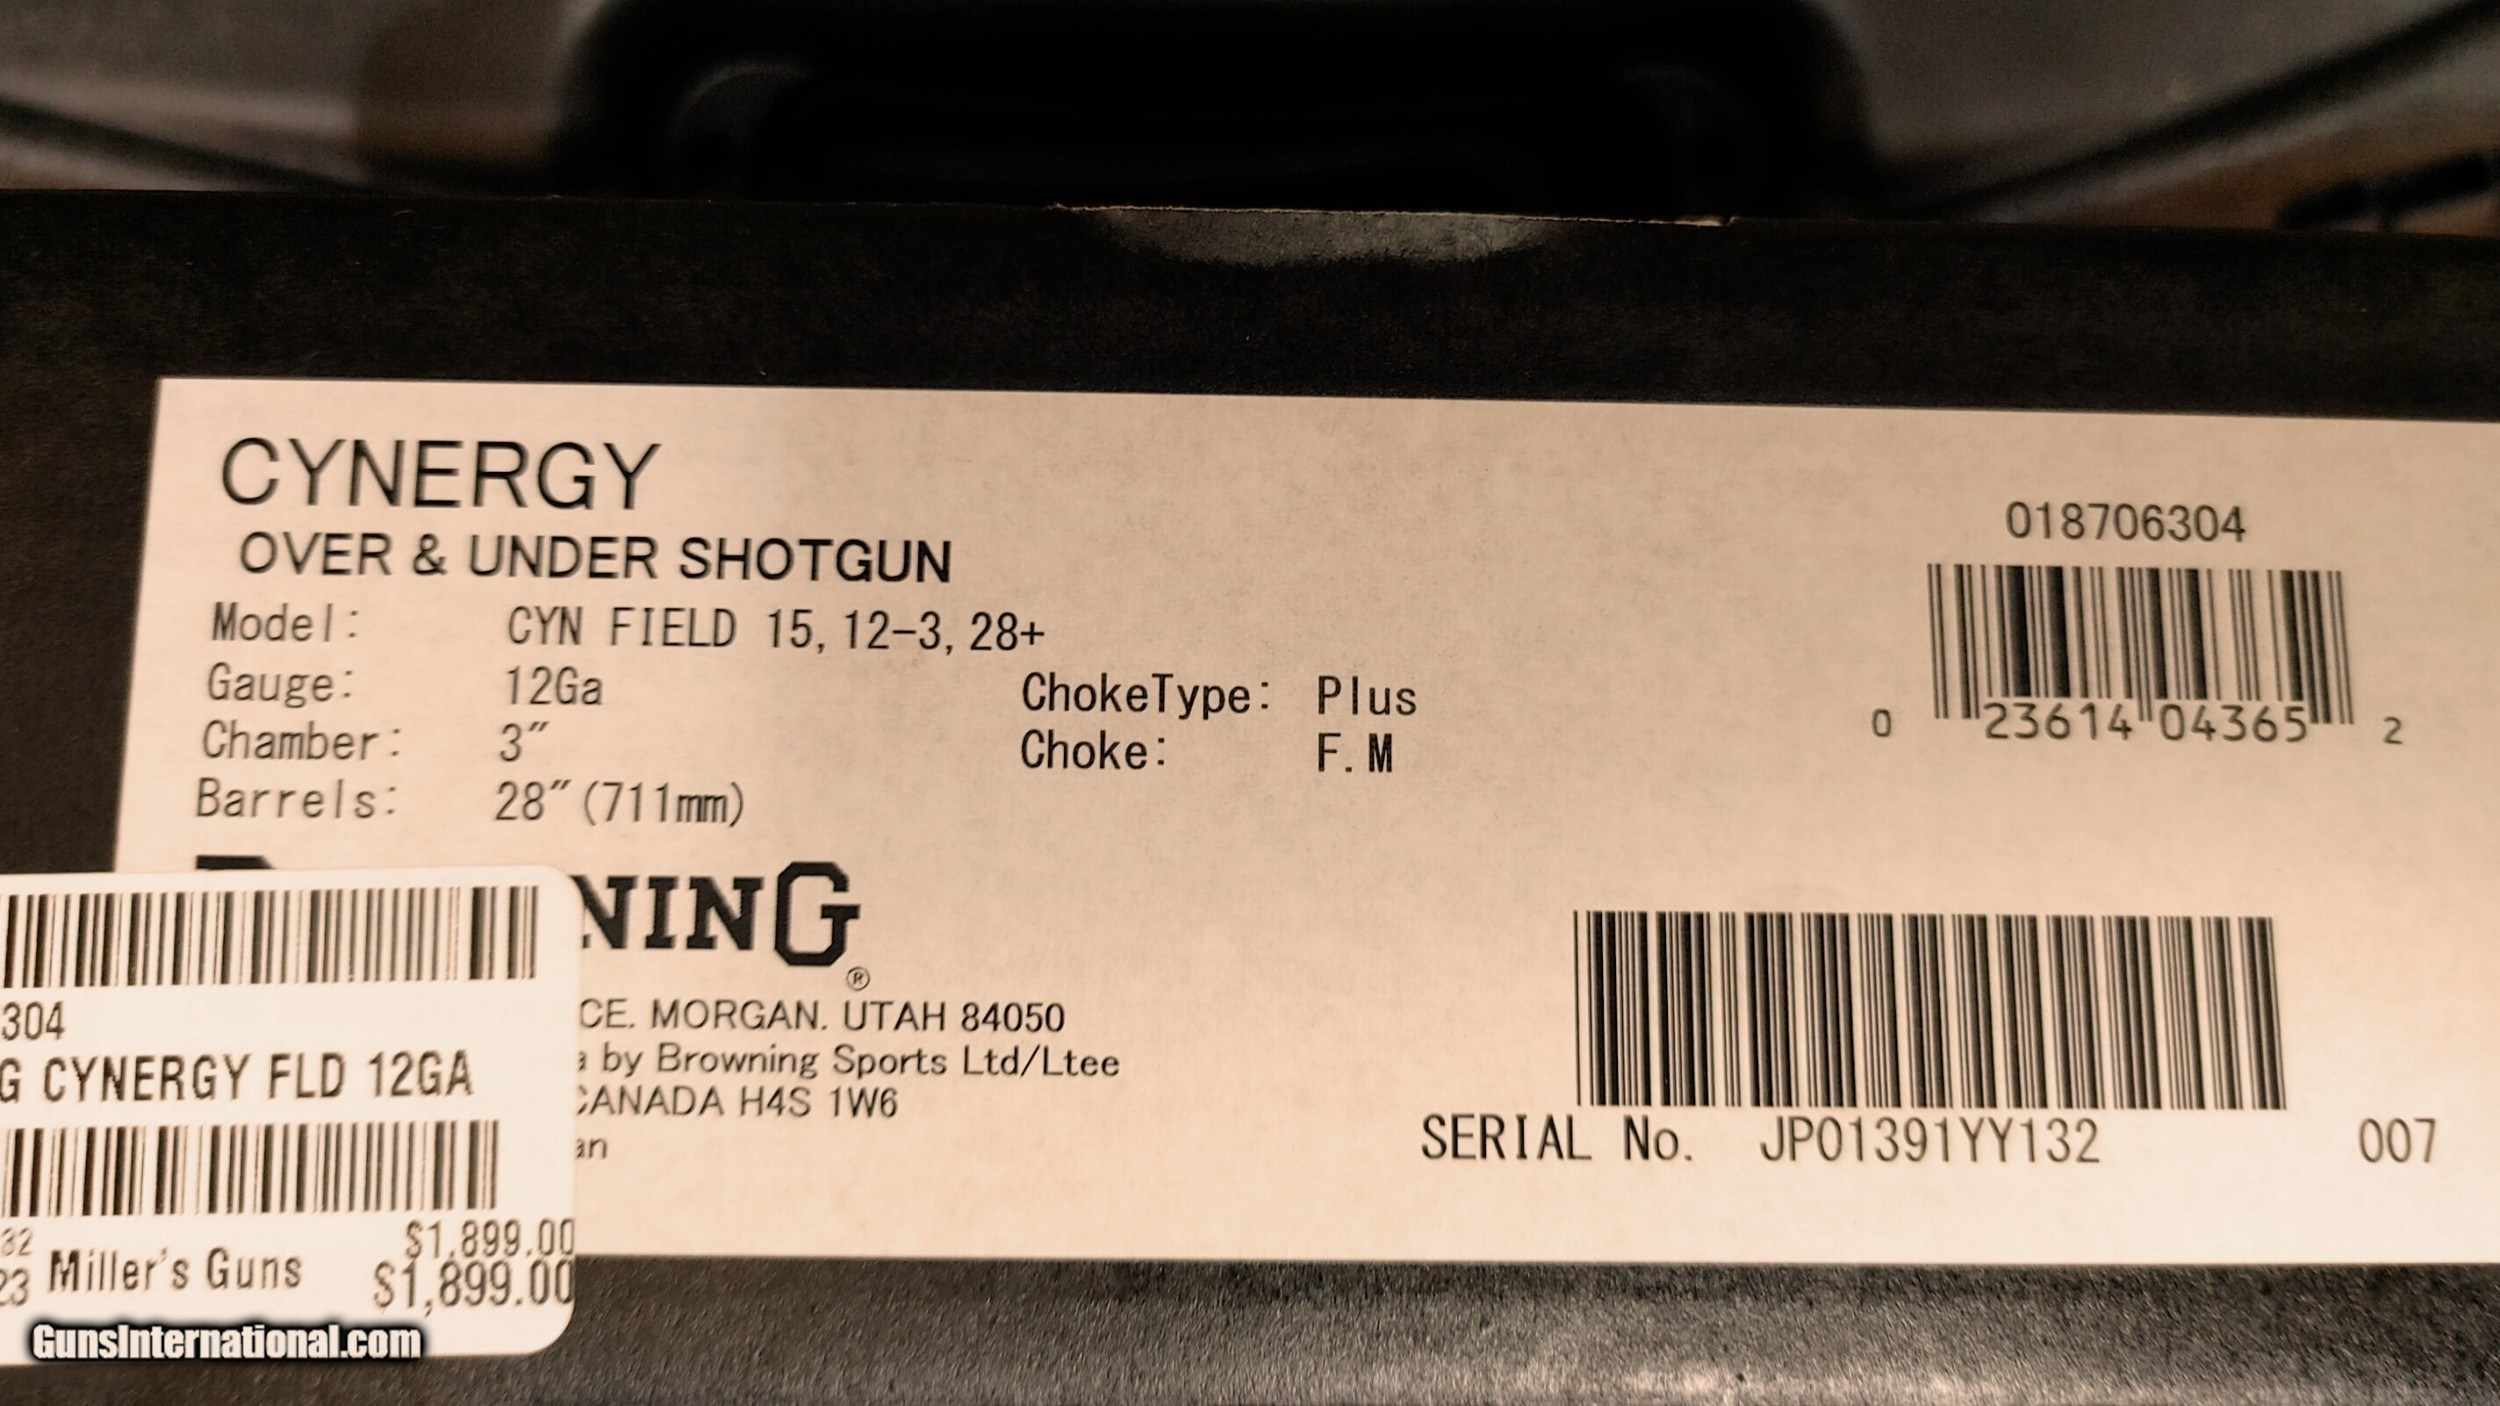 CYNERGY
OVER & UNDER SHOTGUN
Model: CYN FIELD 15, 12-3, 28+
Gauge: 12Ga
Chamber: 3"
Barrels: 28" (711mm)
ChokeType: Plus
Choke: F.M
018706304
0 23614 04365 2
NING
®
CE. MORGAN. UTAH 84050
a by Browning Sports Ltd/Ltee
CANADA H4S 1W6
an
SERIAL No. JP01391YY132 007
304
G CYNERGY FLD 12GA
32 $1,899.00
23 Miller's Guns $1,899.00
GunsInternational.com